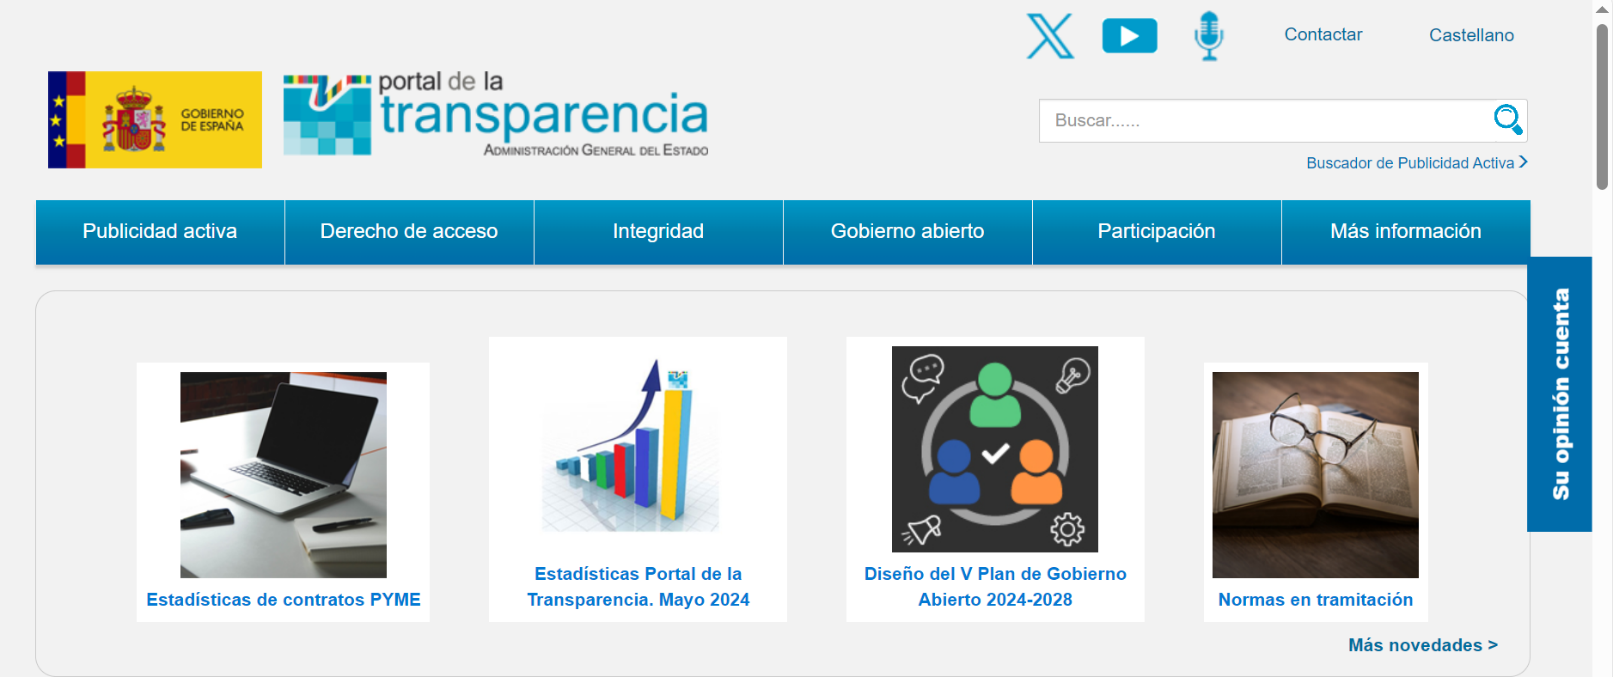 Contactar
Castellano
GOBIERNO
DE ESPAÑA
portal de la
transparencia
ADMINISTRACIÓN GENERAL DEL ESTADO
Buscar......
Buscador de Publicidad Activa >
Publicidad activa
Derecho de acceso
Integridad
Gobierno abierto
Participación
Más información
Su opinión cuenta
Estadísticas de contratos PYME
Estadísticas Portal de la
Transparencia. Mayo 2024
Diseño del V Plan de Gobierno
Abierto 2024-2028
Normas en tramitación
Más novedades >